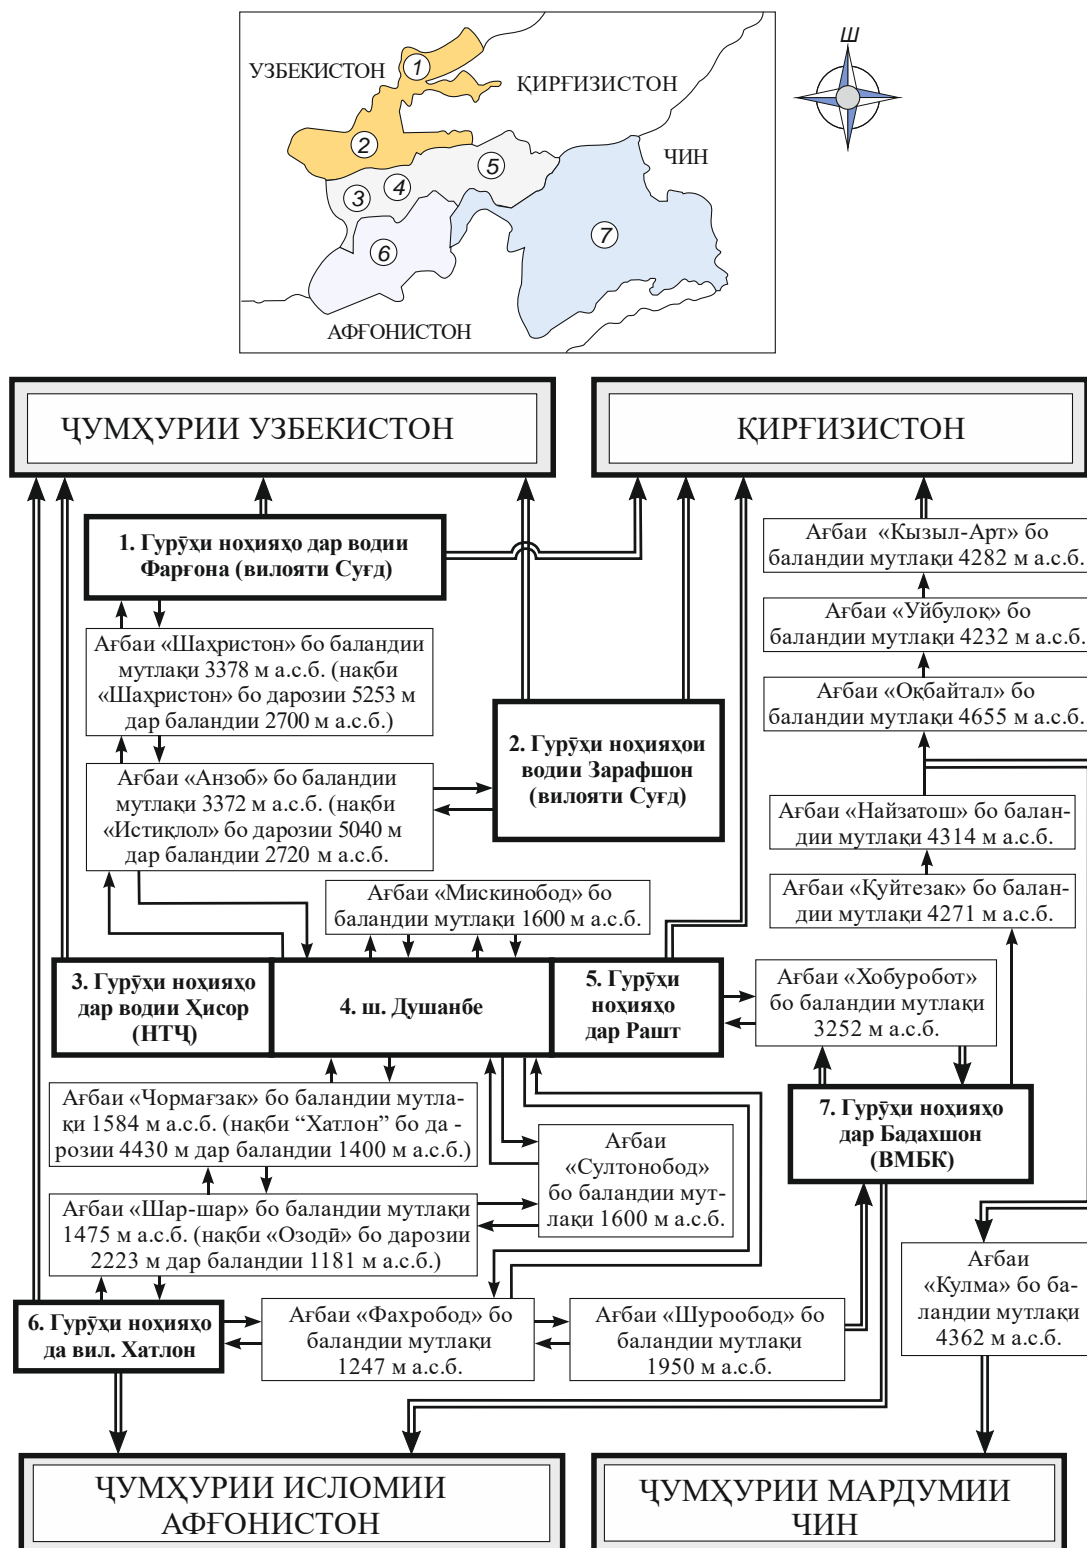 Ш
УЗБЕКИСТОН
ҚИРҒИЗИСТОН
ЧИН
АФҒОНИСТОН
1
2
3
4
5
6
7
ҶУМҲУРИИ УЗБЕКИСТОН
ҚИРҒИЗИСТОН
1. Гурӯҳи ноҳияҳо дар водии
Фарғона (вилояти Суғд)
Ағбаи «Шаҳристон» бо баландии
мутлақи 3378 м а.с.б. (нақби
«Шаҳристон» бо дарозии 5253 м
дар баландии 2700 м а.с.б.)
Ағбаи «Анзоб» бо баландии
мутлақи 3372 м а.с.б. (нақби
«Истиқлол» бо дарозии 5040 м
дар баландии 2720 м а.с.б.
2. Гурӯҳи ноҳияҳои
водии Зарафшон
(вилояти Суғд)
Ағбаи «Кызыл-Арт» бо
баландии мутлақи 4282 м а.с.б.
Ағбаи «Уйбулоқ» бо
баландии мутлақи 4232 м а.с.б.
Ағбаи «Оқбайтал» бо
баландии мутлақи 4655 м а.с.б.
Ағбаи «Найзатош» бо балан-
дии мутлақи 4314 м а.с.б.
Ағбаи «Қуйтезак» бо балан-
дии мутлақи 4271 м а.с.б.
Ағбаи «Мискинобод» бо
баландии мутлақи 1600 м а.с.б.
3. Гурӯҳи ноҳияҳо
дар водии Ҳисор
(НТҶ)
4. ш. Душанбе
5. Гурӯҳи
ноҳияҳо
дар Рашт
Ағбаи «Хобуробот»
бо баландии мутлақи
3252 м а.с.б.
7. Гурӯҳи ноҳияҳо
дар Бадахшон
(ВМБК)
Ағбаи «Чормағзак» бо баландии мутла-
қи 1584 м а.с.б. (нақби “Хатлон” бо да -
розии 4430 м дар баландии 1400 м а.с.б.)
Ағбаи
«Султонобод»
бо баландии мут-
лақи 1600 м а.с.б.
Ағбаи «Шар-шар» бо баландии мутлақи
1475 м а.с.б. (нақби «Озодӣ» бо дарозии
2223 м дар баландии 1181 м а.с.б.)
6. Гурӯҳи ноҳияҳо
да вил. Хатлон
Ағбаи «Фахробод» бо
баландии мутлақи
1247 м а.с.б.
Ағбаи «Шурообод» бо
баландии мутлақи
1950 м а.с.б.
Ағбаи
«Кулма» бо ба-
ландии мутлақи
4362 м а.с.б.
ҶУМҲУРИИ ИСЛОМИИ
АФҒОНИСТОН
ҶУМҲУРИИ МАРДУМИИ
ЧИН